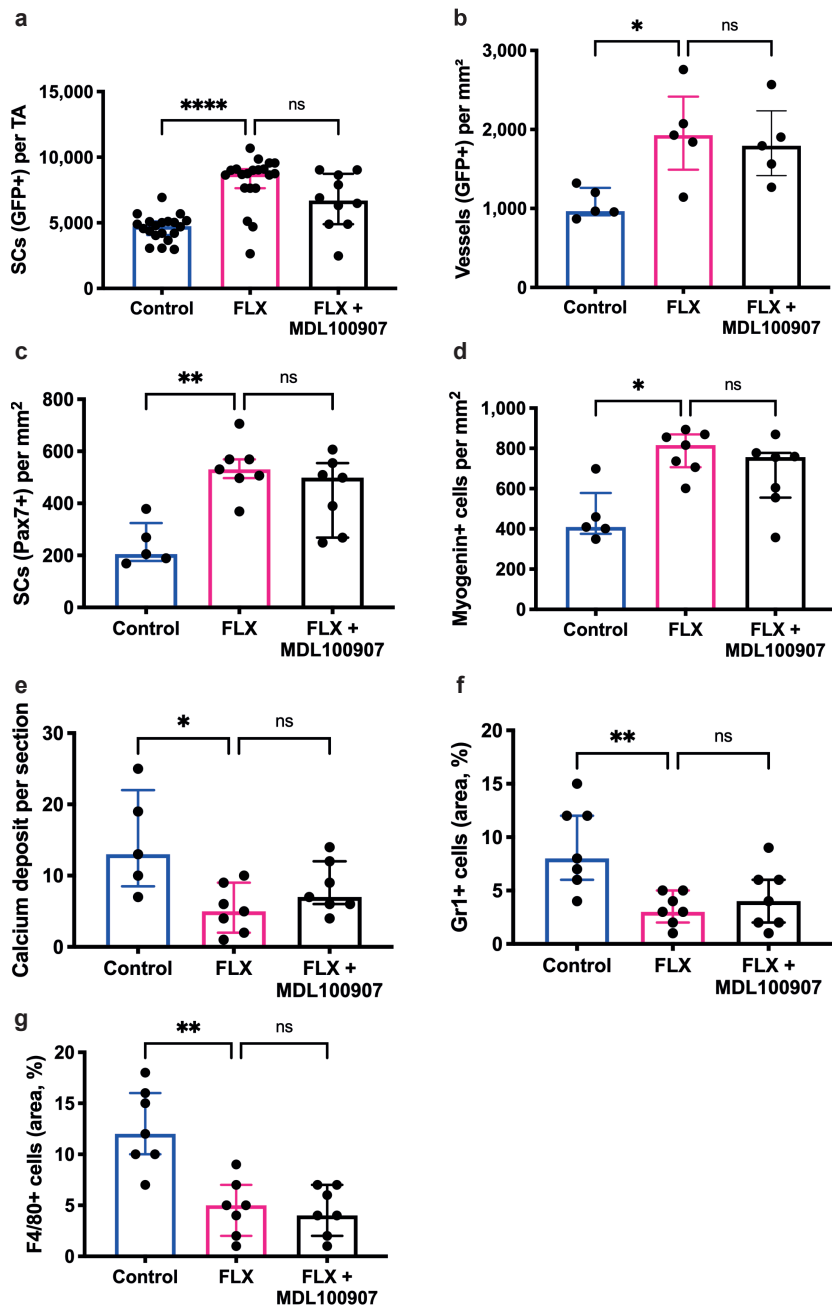 a
SCs (GFP+) per TA
15,000
10,000
5,000
0
****
ns
Control
FLX
FLX +
MDL100907
b
Vessels (GFP+) per mm²
3,000
2,000
1,000
0
*
ns
Control
FLX
FLX +
MDL100907
c
SCs (Pax7+) per mm²
800
600
400
200
0
**
ns
Control
FLX
FLX +
MDL100907
d
Myogenin+ cells per mm²
1,000
800
600
400
200
0
*
ns
Control
FLX
FLX +
MDL100907
e
Calcium deposit per section
30
20
10
0
*
ns
Control
FLX
FLX +
MDL100907
f
Gr1+ cells (area, %)
20
15
10
5
0
**
ns
Control
FLX
FLX +
MDL100907
g
F4/80+ cells (area, %)
20
15
10
5
0
**
ns
Control
FLX
FLX +
MDL100907